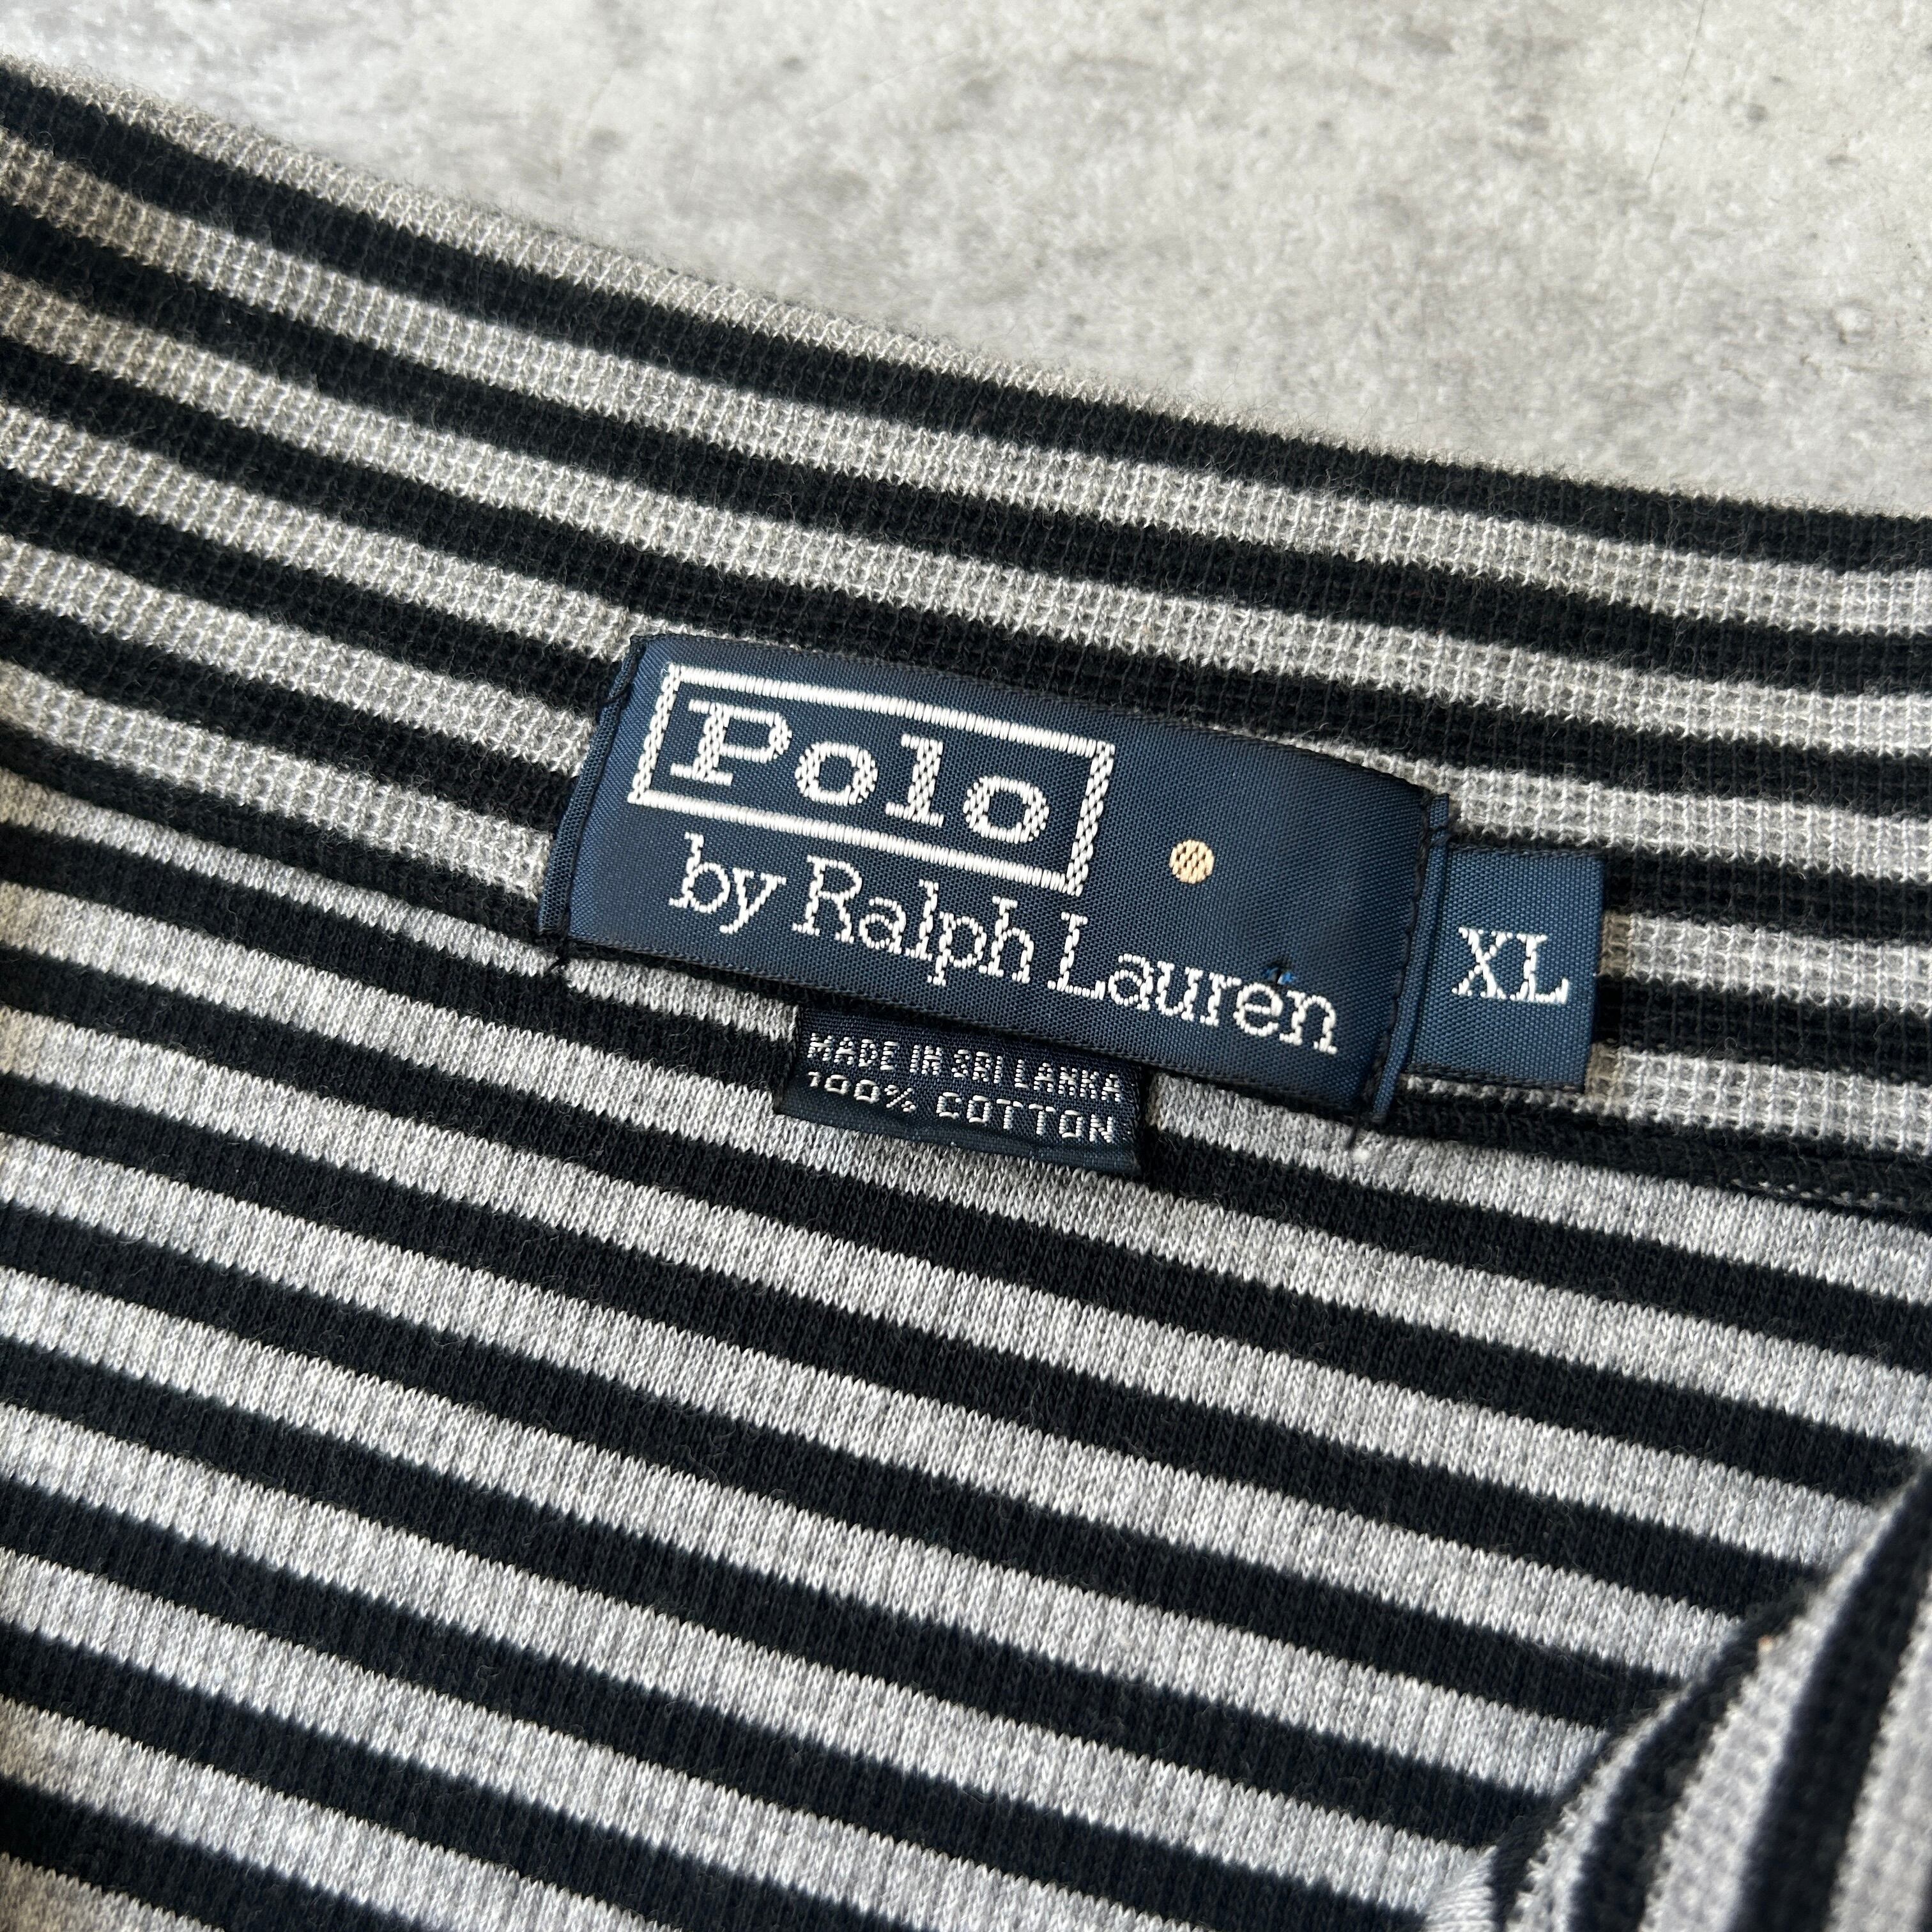 Polo
by Ralph Lauren
XL
MADE IN SRI LANKA
100% COTTON